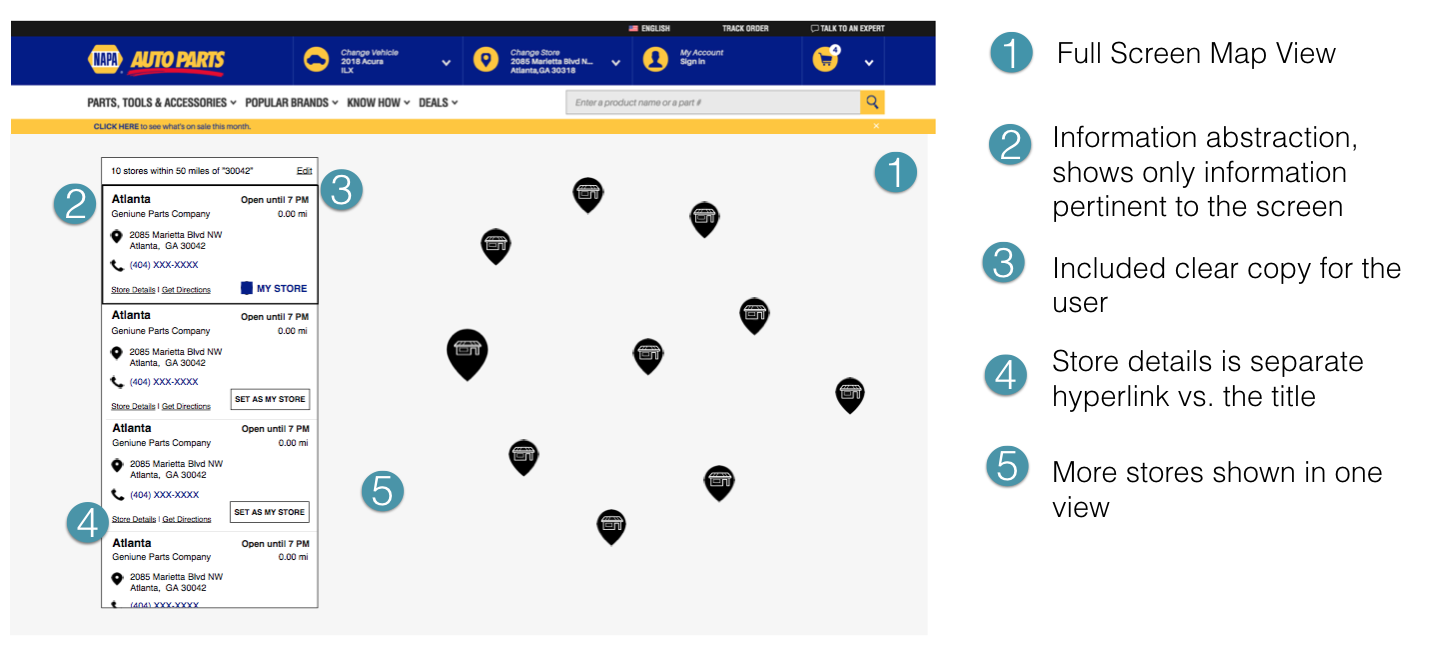 ENGLISH
TRACK ORDER
TALK TO AN EXPERT
NAPA AUTO PARTS
Change Vehicle
2018 Acura
ILX
Change Store
2085 Marietta Blvd N...
Atlanta,GA 30318
My Account
Sign In
4
PARTS, TOOLS & ACCESSORIES
POPULAR BRANDS
KNOW HOW
DEALS
Enter a product name or a part #
CLICK HERE to see what's on sale this month.
×
10 stores within 50 miles of "30042"
Edit
2
3
1
Atlanta
Open until 7 PM
Geniune Parts Company
0.00 mi
2085 Marietta Blvd NW
Atlanta, GA 30042
(404) XXX-XXXX
Store Details | Get Directions
MY STORE
Atlanta
Open until 7 PM
Geniune Parts Company
0.00 mi
2085 Marietta Blvd NW
Atlanta, GA 30042
(404) XXX-XXXX
Store Details | Get Directions
SET AS MY STORE
Atlanta
Open until 7 PM
Geniune Parts Company
0.00 mi
2085 Marietta Blvd NW
Atlanta, GA 30042
(404) XXX-XXXX
Store Details | Get Directions
SET AS MY STORE
4
5
Atlanta
Open until 7 PM
Geniune Parts Company
0.00 mi
2085 Marietta Blvd NW
Atlanta, GA 30042
(404) XXX-XXXX
1 Full Screen Map View
2 Information abstraction,
shows only information
pertinent to the screen
3 Included clear copy for the
user
4 Store details is separate
hyperlink vs. the title
5 More stores shown in one
view